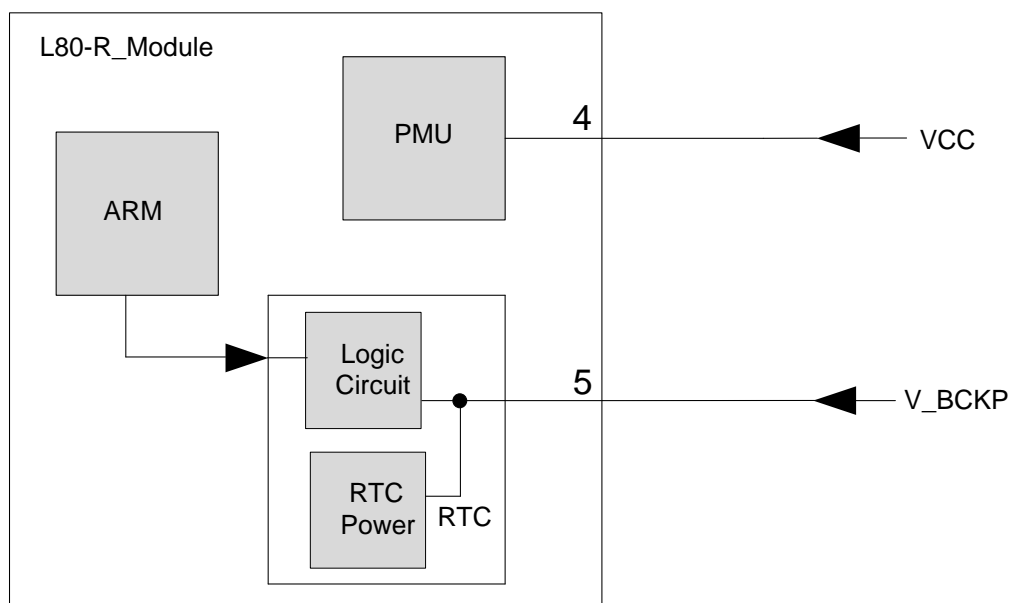 L80-R_Module
PMU
4
VCC
ARM
Logic
Circuit
5
V_BCKP
RTC
Power
RTC